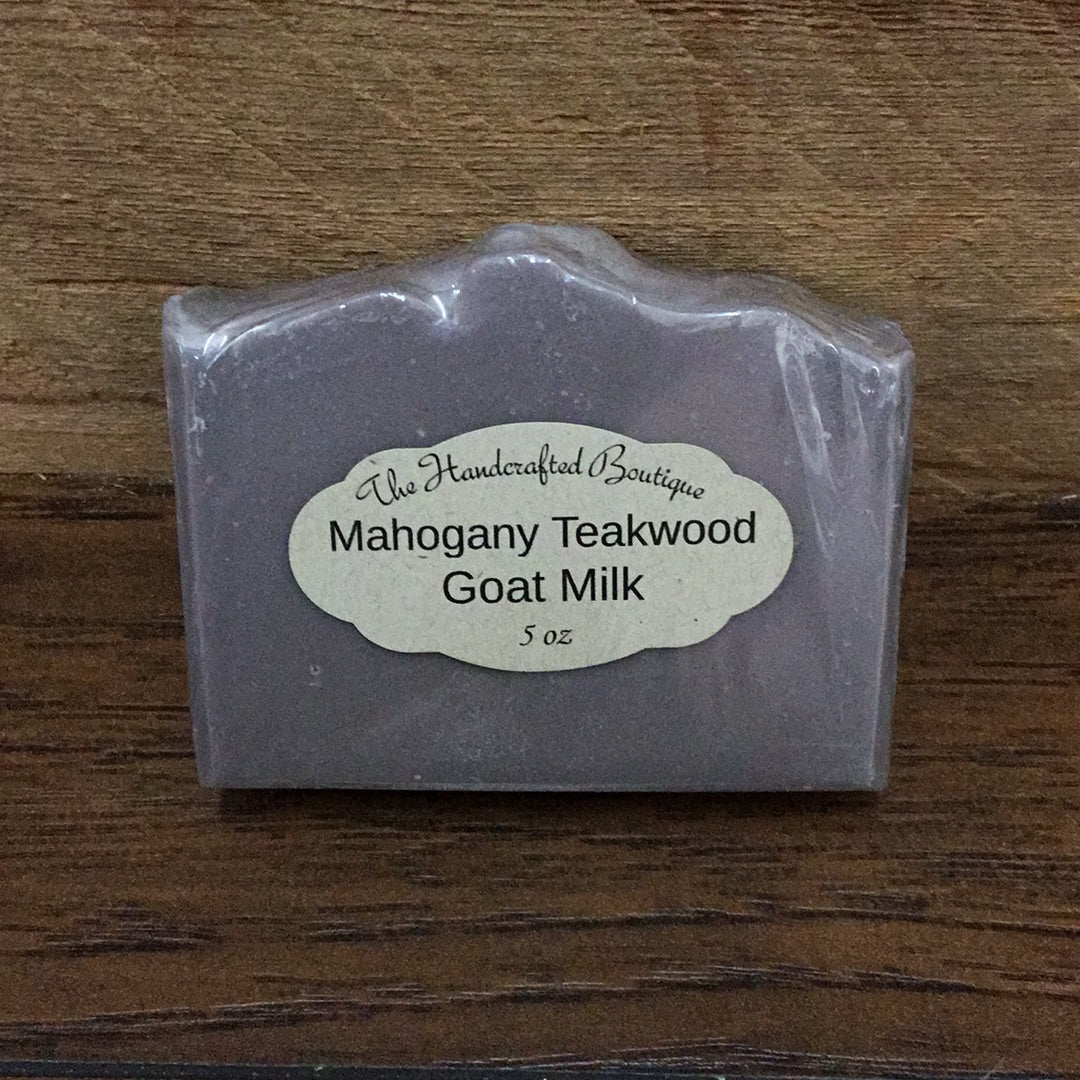 The Handcrafted Boutique
Mahogany Teakwood
Goat Milk
5 oz